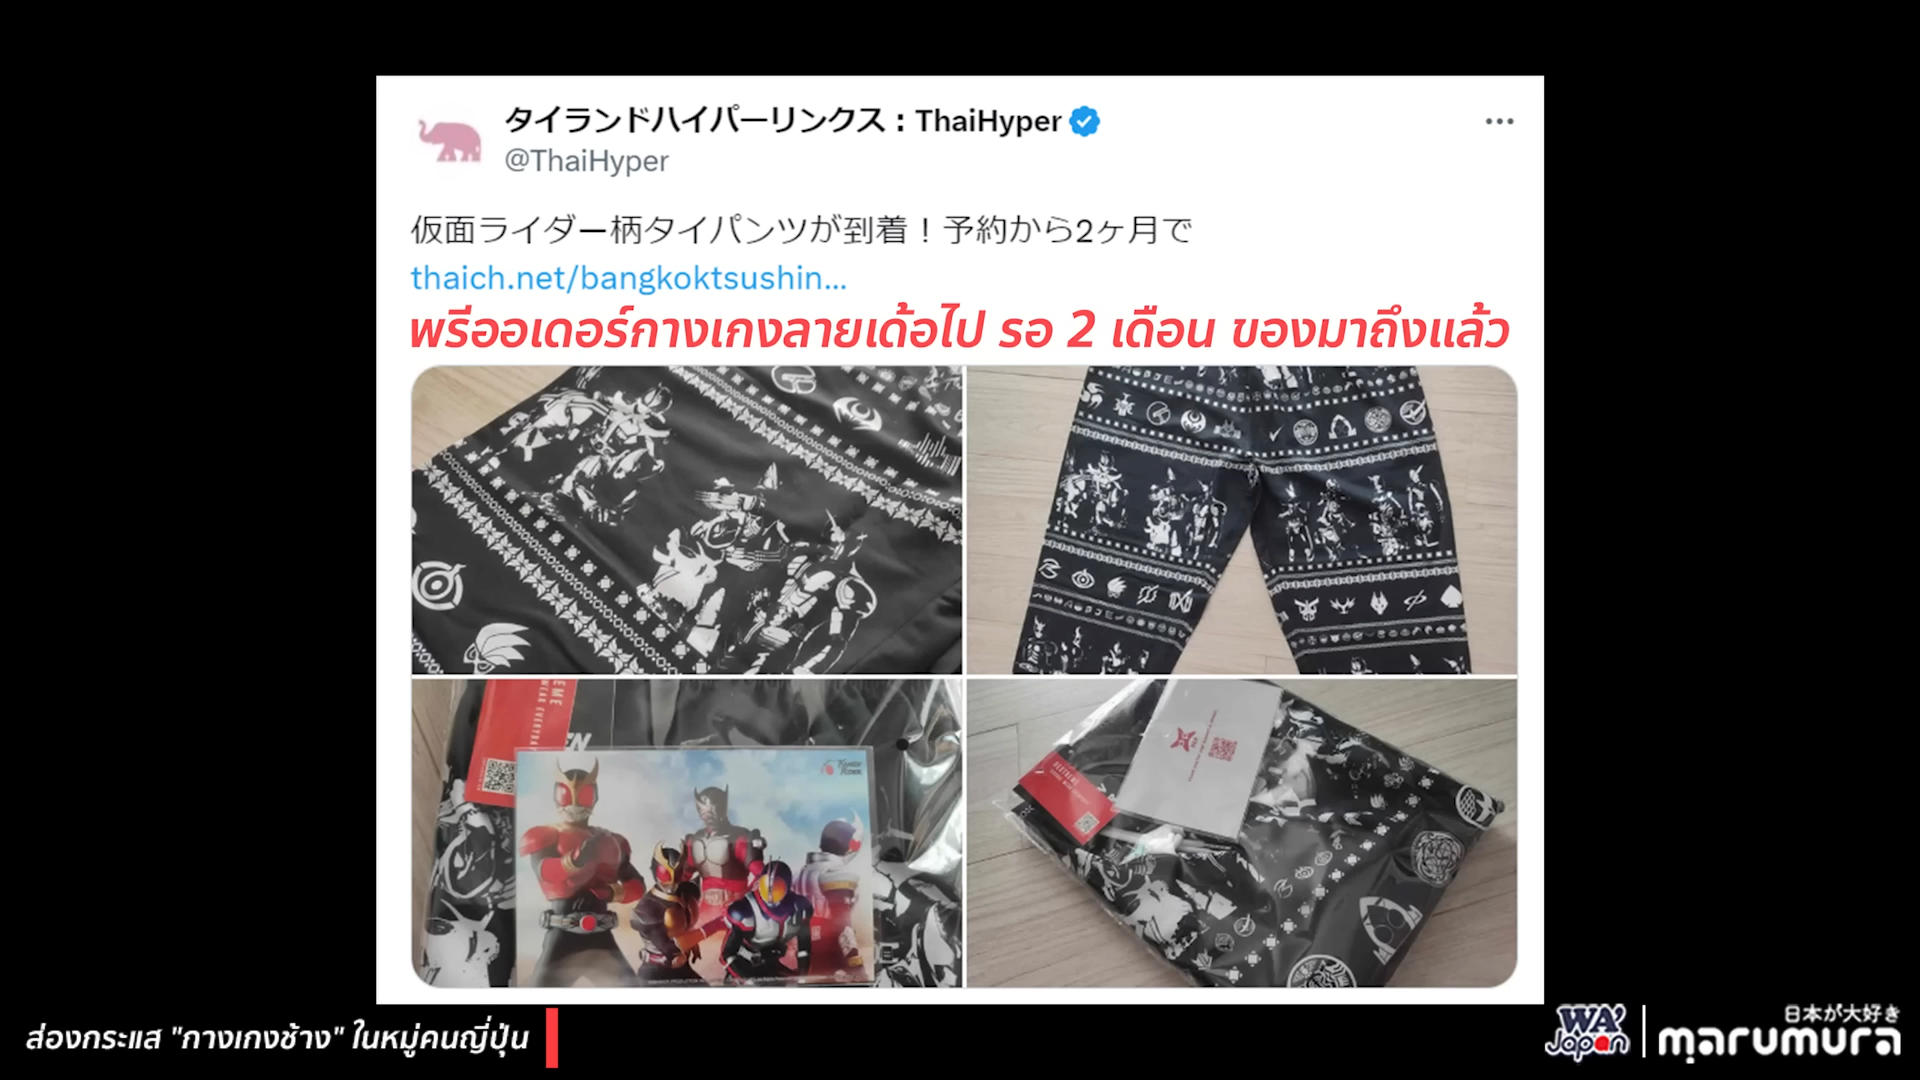 タイランドハイパーリンクス：ThaiHyper
@ThaiHyper
仮面ライダー柄タイパンツが到着！予約から2ヶ月で
thaich.net/bangkoktsushin…
พรีออเดอร์กางเกงลายเด้อไป รอ 2 เดือน ของมาถึงแล้ว
KAMEN RIDER
ส่องกระแส "กางเกงช้าง" ในหมู่คนญี่ปุ่น
WA! Japan
日本が大好き
marumura